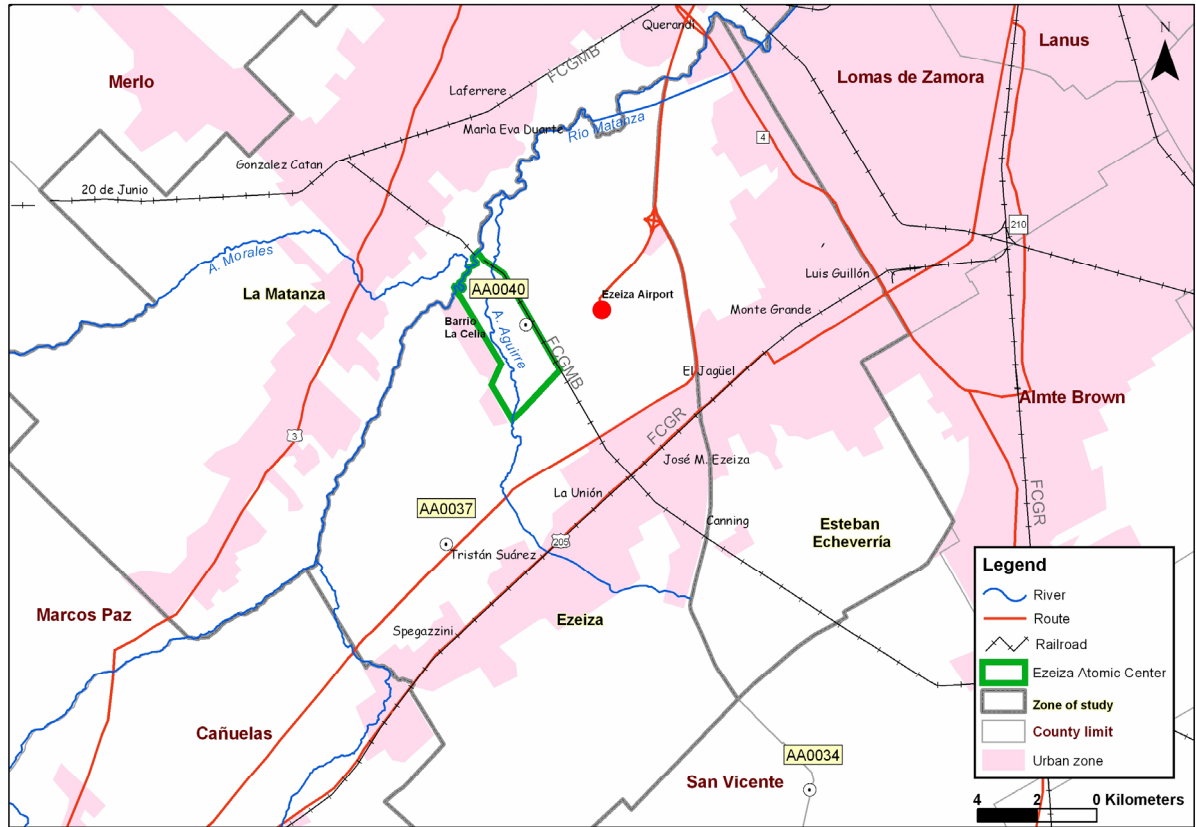 Querandi
N
Lanus
Merlo
FCGMB
Lomas de Zamora
Laferrere
Marìa Eva Duarte
Río Matanza
4
Gonzalez Catan
20 de Junio
210
A. Morales
Luis Guillón
La Matanza
AA0040
Ezeiza Airport
Monte Grande
Barrio
La Celia
A. Aguirre
FCGMB
El Jagüel
Almte Brown
FCGR
3
José M. Ezeiza
La Unión
AA0037
FCGR
Canning
Esteban
Echeverría
205
Tristán Suárez
Marcos Paz
Ezeiza
Spegazzini
Cañuelas
AA0034
San Vicente
Legend
River
Route
Railroad
Ezeiza Atomic Center
Zone of study
County limit
Urban zone
4 2 0 Kilometers